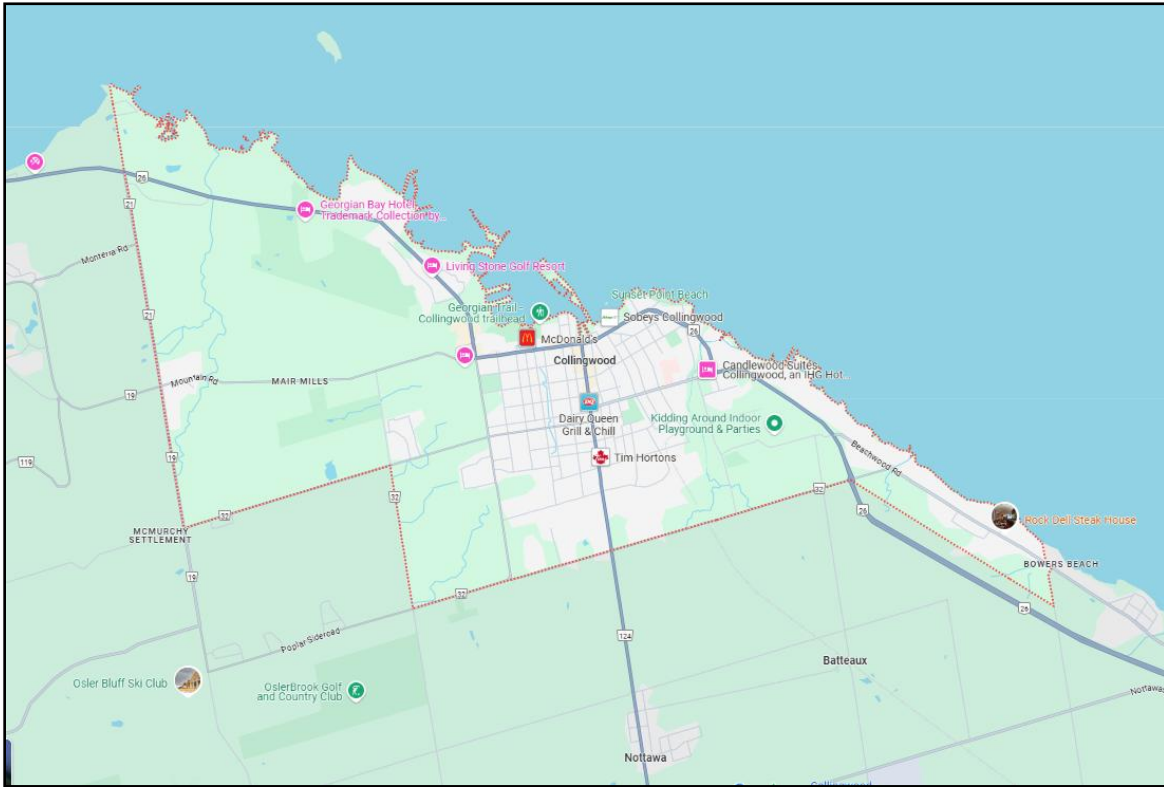 26
21
Georgian Bay Hotel,
Trademark Collection by...
Monterra Rd
Living Stone Golf Resort
21
Sunset Point Beach
Georgian Trail -
Collingwood trailhead
Sobeys Collingwood
26
McDonald's
Collingwood
Candlewood Suites
Collingwood, an IHG Hot...
Mountain Rd
MAIR MILLS
19
Dairy Queen
Grill & Chill
Kidding Around Indoor
Playground & Parties
Tim Hortons
Beachwood Rd
19
119
32
32
32
26
MCMURCHY
SETTLEMENT
Rock Dell Steak House
BOWERS BEACH
19
32
26
Poplar Sideroad
124
Batteaux
Osler Bluff Ski Club
OslerBrook Golf
and Country Club
Nottawa
Collingwood